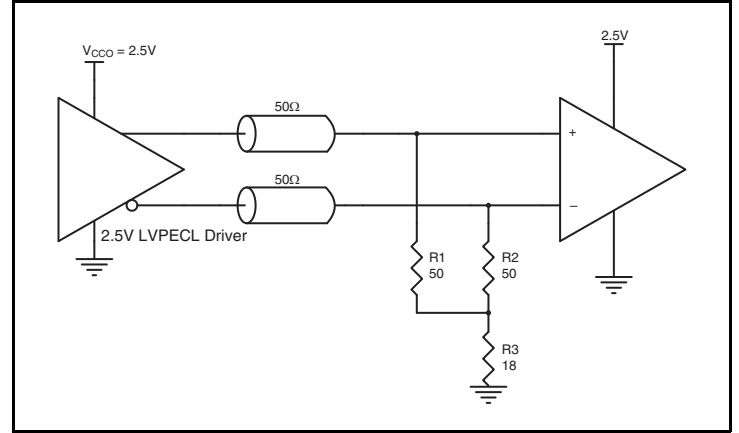 V_CCO = 2.5V
2.5V
50Ω
50Ω
+
–
2.5V LVPECL Driver
R1
50
R2
50
R3
18